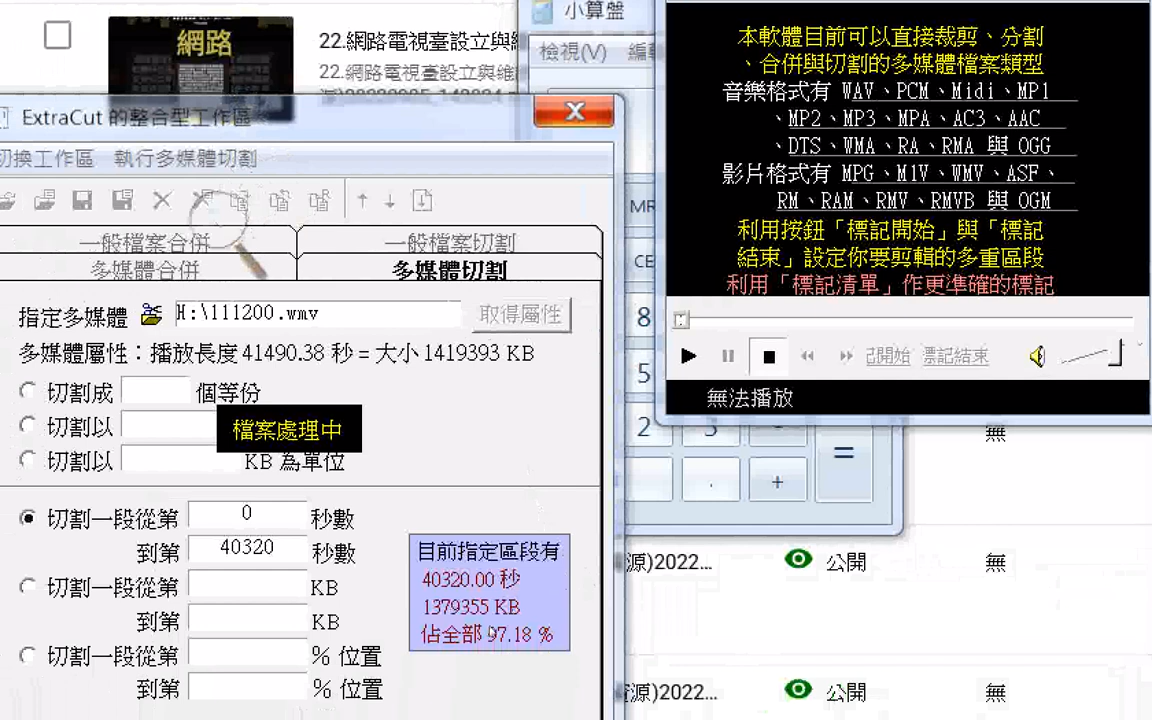 網路
22.網路電視臺設立與
22.網路電視臺設立與維
小算盤
檢視(V)
ExtraCut 的整合型工作區
切換工作區 執行多媒體切割
一般檔案合併 一般檔案切割
多媒體合併 多媒體切割
指定多媒體 H:\111200.wmv 取得屬性
多媒體屬性：播放長度 41490.38 秒 = 大小 1419393 KB
切割成 個等份
切割以
檔案處理中
切割以 KB 為單位
切割一段從第 0 秒數
到第 40320 秒數
切割一段從第 KB
到第 KB
切割一段從第 % 位置
到第 % 位置
目前指定區段有
40320.00 秒
1379355 KB
佔全部 97.18 %
MR
CE
8
5
2 3
=
. +
本軟體目前可以直接裁剪、分割
、合併與切割的多媒體檔案類型
音樂格式有 WAV、PCM、Midi、MP1
、MP2、MP3、MPA、AC3、AAC
、DTS、WMA、RA、RMA 與 OGG
影片格式有 MPG、M1V、WMV、ASF、
RM、RAM、RMV、RMVB 與 OGM
利用按鈕「標記開始」與「標記
結束」設定你要剪輯的多重區段
利用「標記清單」作更準確的標記
開始 標記結束
無法播放
無
源)2022... 公開 無
源)2022... 公開 無